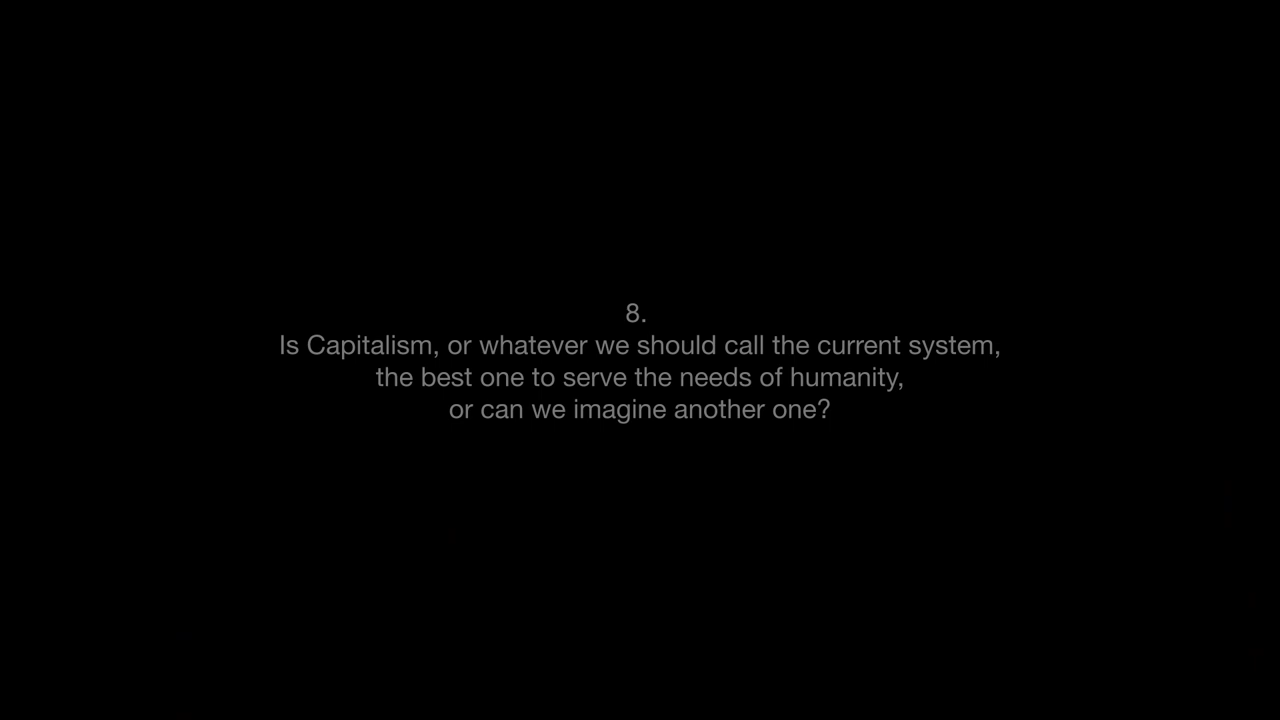 8.
Is Capitalism, or whatever we should call the current system,
the best one to serve the needs of humanity,
or can we imagine another one?